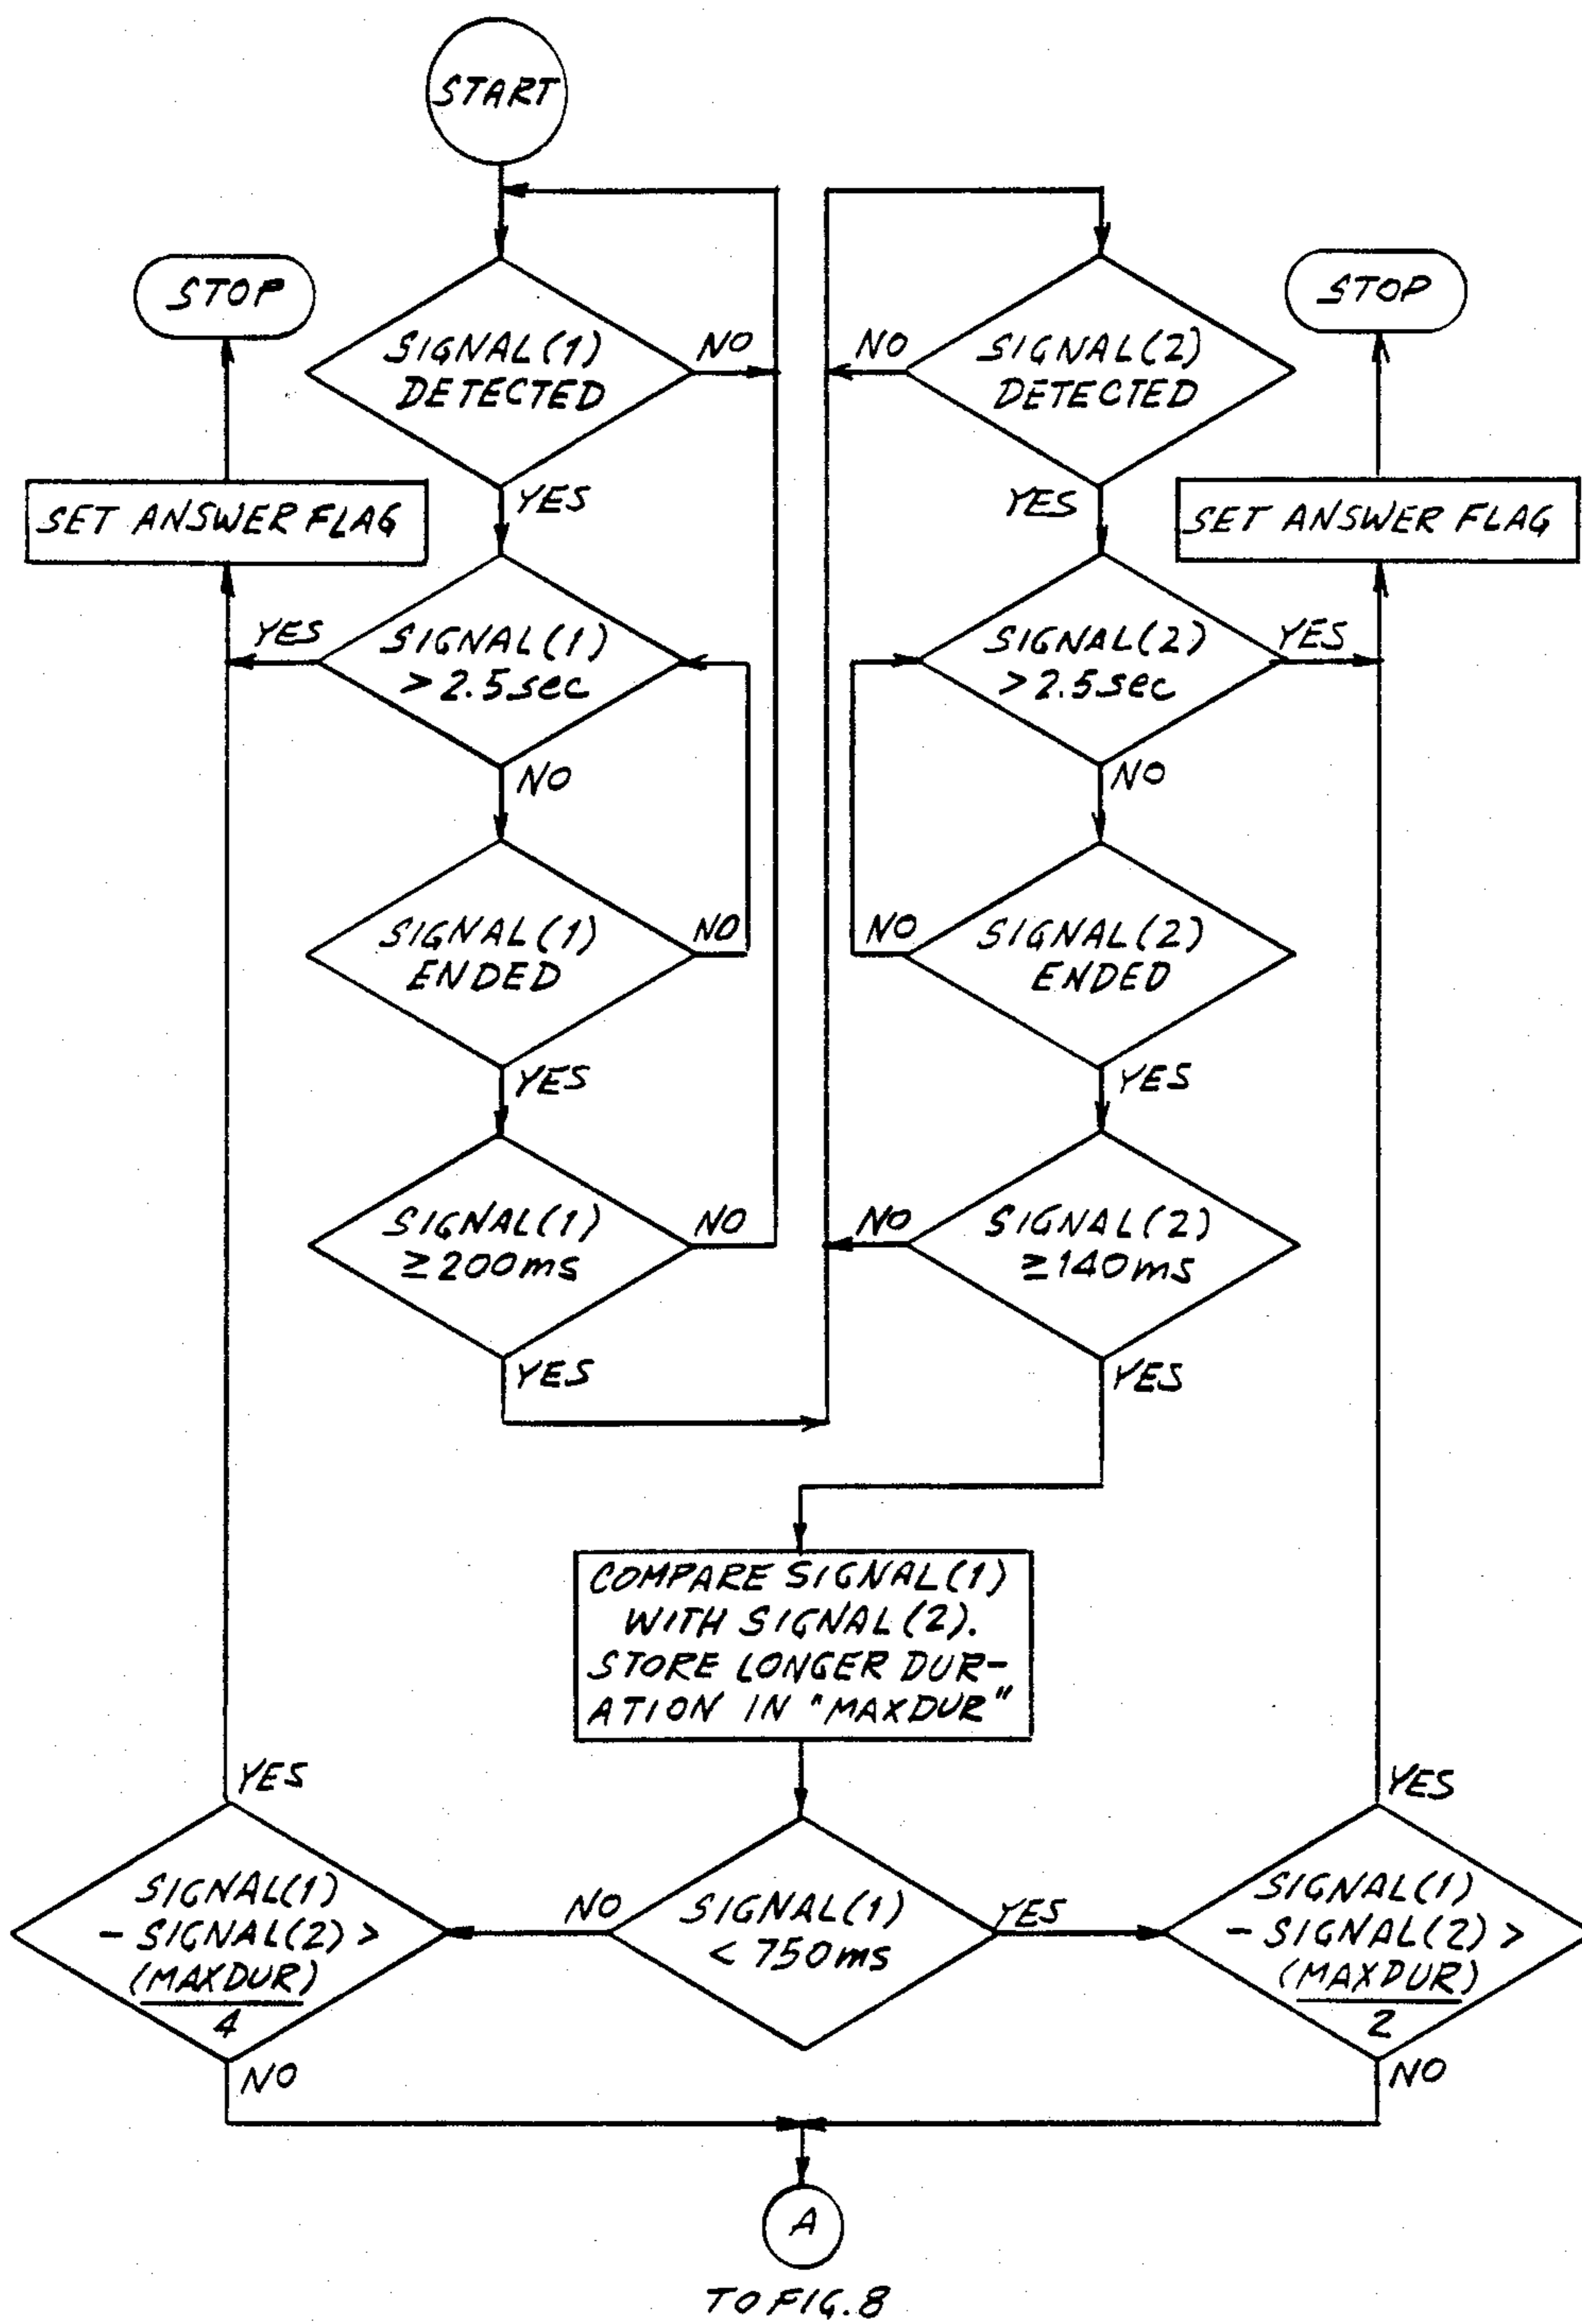 START
STOP
SIGNAL(1)
DETECTED
NO
NO
SIGNAL(2)
DETECTED
STOP
YES
YES
SET ANSWER FLAG
SET ANSWER FLAG
YES
SIGNAL(1)
>2.5sec
SIGNAL(2)
>2.5sec
YES
NO
NO
SIGNAL(1)
ENDED
NO
NO
SIGNAL(2)
ENDED
YES
YES
SIGNAL(1)
≥200ms
NO
NO
SIGNAL(2)
≥140ms
YES
YES
COMPARE SIGNAL(1)
WITH SIGNAL(2).
STORE LONGER DUR-
ATION IN "MAXDUR"
YES
YES
SIGNAL(1)
- SIGNAL(2) >
(MAXDUR)
4
NO
SIGNAL(1)
< 750ms
YES
SIGNAL(1)
- SIGNAL(2) >
(MAXDUR)
2
NO
NO
A
TO FIG.8